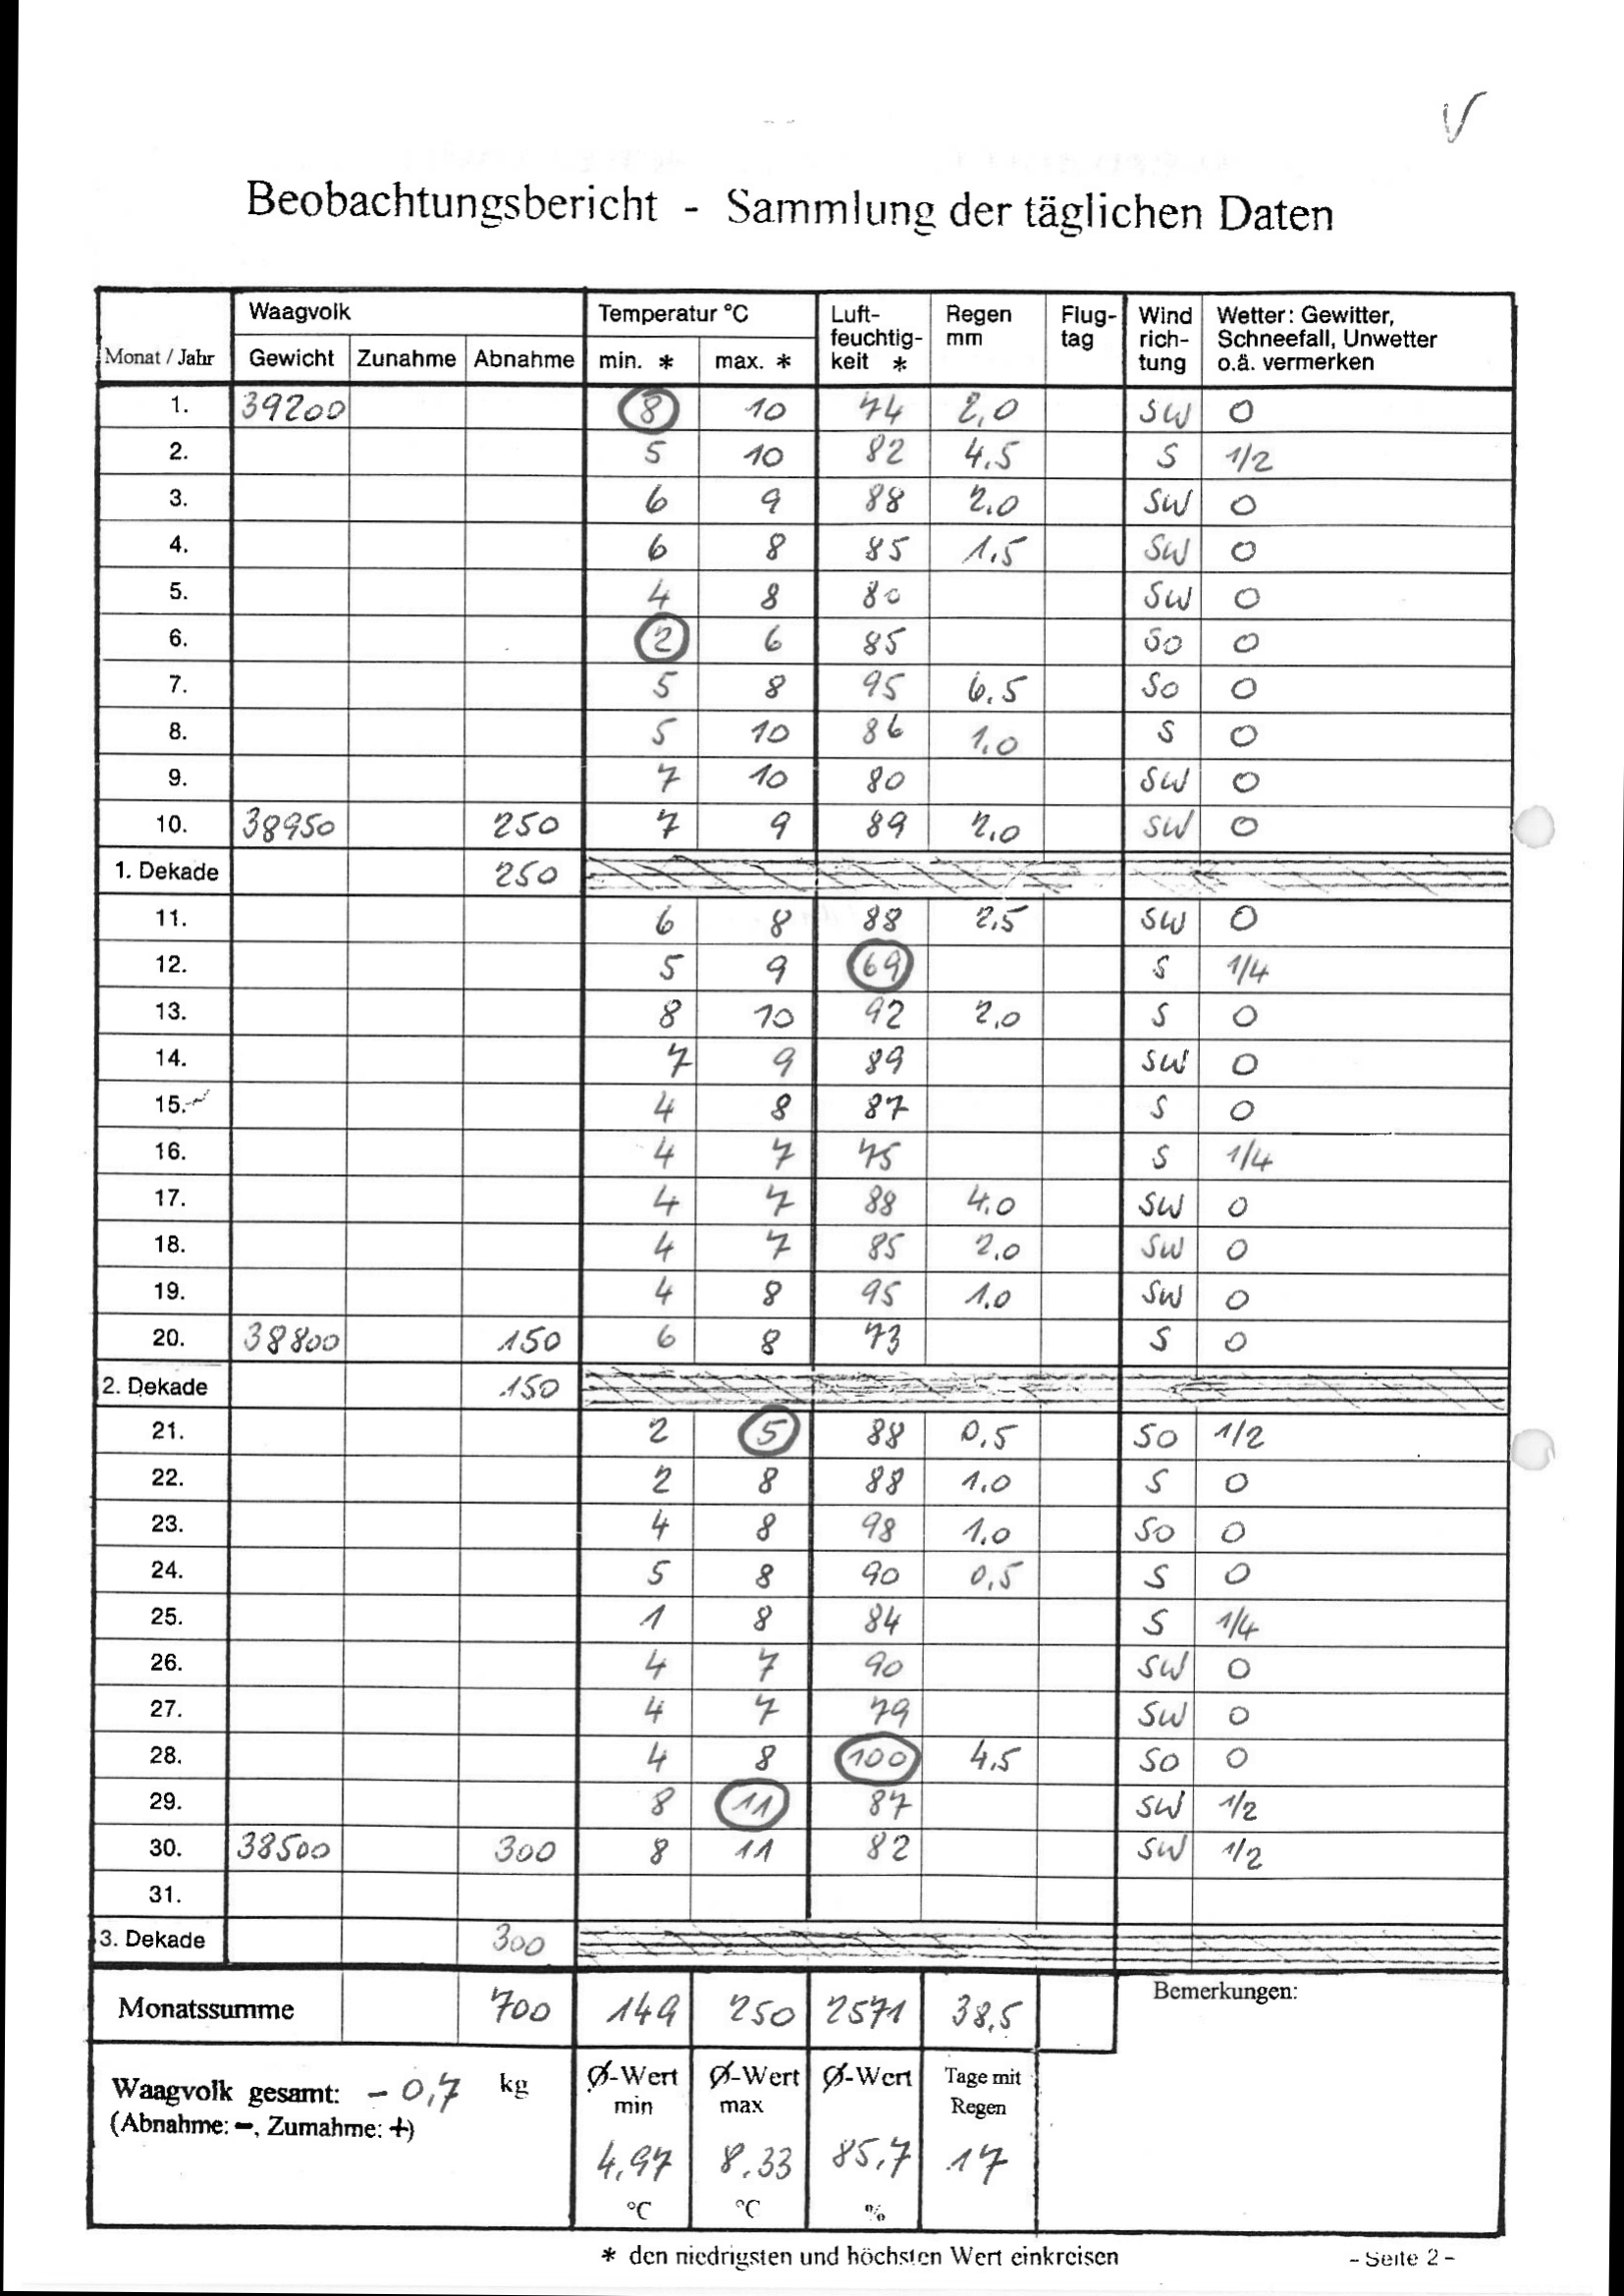 Beobachtungsbericht - Sammlung der täglichen Daten
Monat / Jahr Waagvolk Temperatur °C Luft- Regen Flug- Wind Wetter: Gewitter,
feuchtig- mm tag rich- Schneefall, Unwetter
Gewicht Zunahme Abnahme min. * max. * keit * tung o.ä. vermerken
1. 39200 8 10 74 2,0 SW 0
2. 5 10 82 4.5 S 1/2
3. 6 9 88 2.0 SW 0
4. 6 8 85 1.5 SW 0
5. 4 8 80 SW 0
6. 2 6 85 SO 0
7. 5 8 95 6.5 SO 0
8. 5 10 86 1.0 S 0
9. 7 10 80 SW 0
10. 38950 250 7 9 89 2,0 SW 0
1. Dekade 250
11. 6 8 88 2,5 SW 0
12. 5 9 69 S 1/4
13. 8 10 92 2,0 S 0
14. 7 9 89 SW 0
15. 4 8 87 S 0
16. 4 7 75 S 1/4
17. 4 7 88 4.0 SW 0
18. 4 7 85 2.0 SW 0
19. 4 8 95 1.0 SW 0
20. 38800 150 6 8 73 S 0
2. Dekade 150
21. 2 5 88 0,5 SO 1/2
22. 2 8 88 1.0 S 0
23. 4 8 98 1.0 SO 0
24. 5 8 90 0,5 S 0
25. 1 8 84 S 1/4
26. 4 7 90 SW 0
27. 4 7 79 SW 0
28. 4 8 100 4,5 SO 0
29. 8 11 87 SW 1/2
30. 38500 300 8 11 82 SW 1/2
31.
3. Dekade 300
Monatssumme 700 149 250 2571 38,5 Bemerkungen:
Waagvolk gesamt: - 0,7 kg Ø-Wert Ø-Wert Ø-Wert Tage mit
(Abnahme: -, Zumahme: +) min max Regen
4,97 8,33 85,7 17
°C °C %
* den niedrigsten und höchsten Wert einkreisen - Seite 2 -